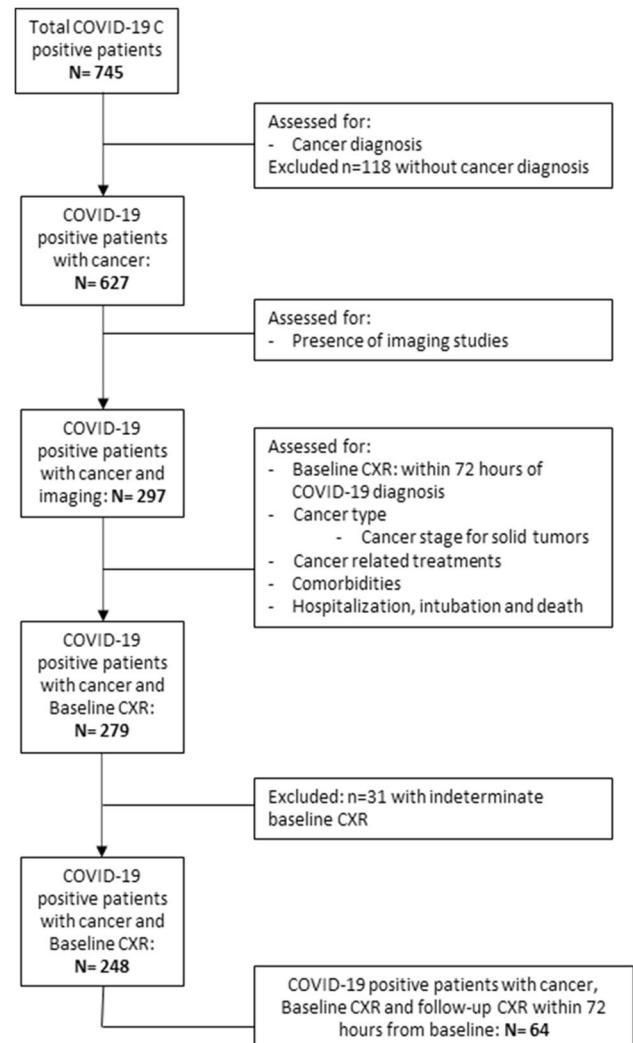 Total COVID-19 C
positive patients
N= 745
Assessed for:
- Cancer diagnosis
Excluded n=118 without cancer diagnosis
COVID-19
positive patients
with cancer:
N= 627
Assessed for:
- Presence of imaging studies
COVID-19
positive patients
with cancer and
imaging: N= 297
Assessed for:
- Baseline CXR: within 72 hours of
COVID-19 diagnosis
- Cancer type
- Cancer stage for solid tumors
- Cancer related treatments
- Comorbidities
- Hospitalization, intubation and death
COVID-19
positive patients
with cancer and
Baseline CXR:
N= 279
Excluded: n=31 with indeterminate
baseline CXR
COVID-19
positive patients
with cancer and
Baseline CXR:
N= 248
COVID-19 positive patients with cancer,
Baseline CXR and follow-up CXR within 72
hours from baseline: N= 64